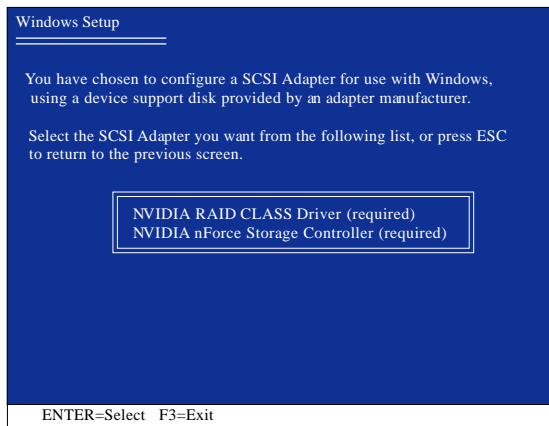 Windows Setup
You have chosen to configure a SCSI Adapter for use with Windows,
using a device support disk provided by an adapter manufacturer.
Select the SCSI Adapter you want from the following list, or press ESC
to return to the previous screen.
NVIDIA RAID CLASS Driver (required)
NVIDIA nForce Storage Controller (required)
ENTER=Select F3=Exit